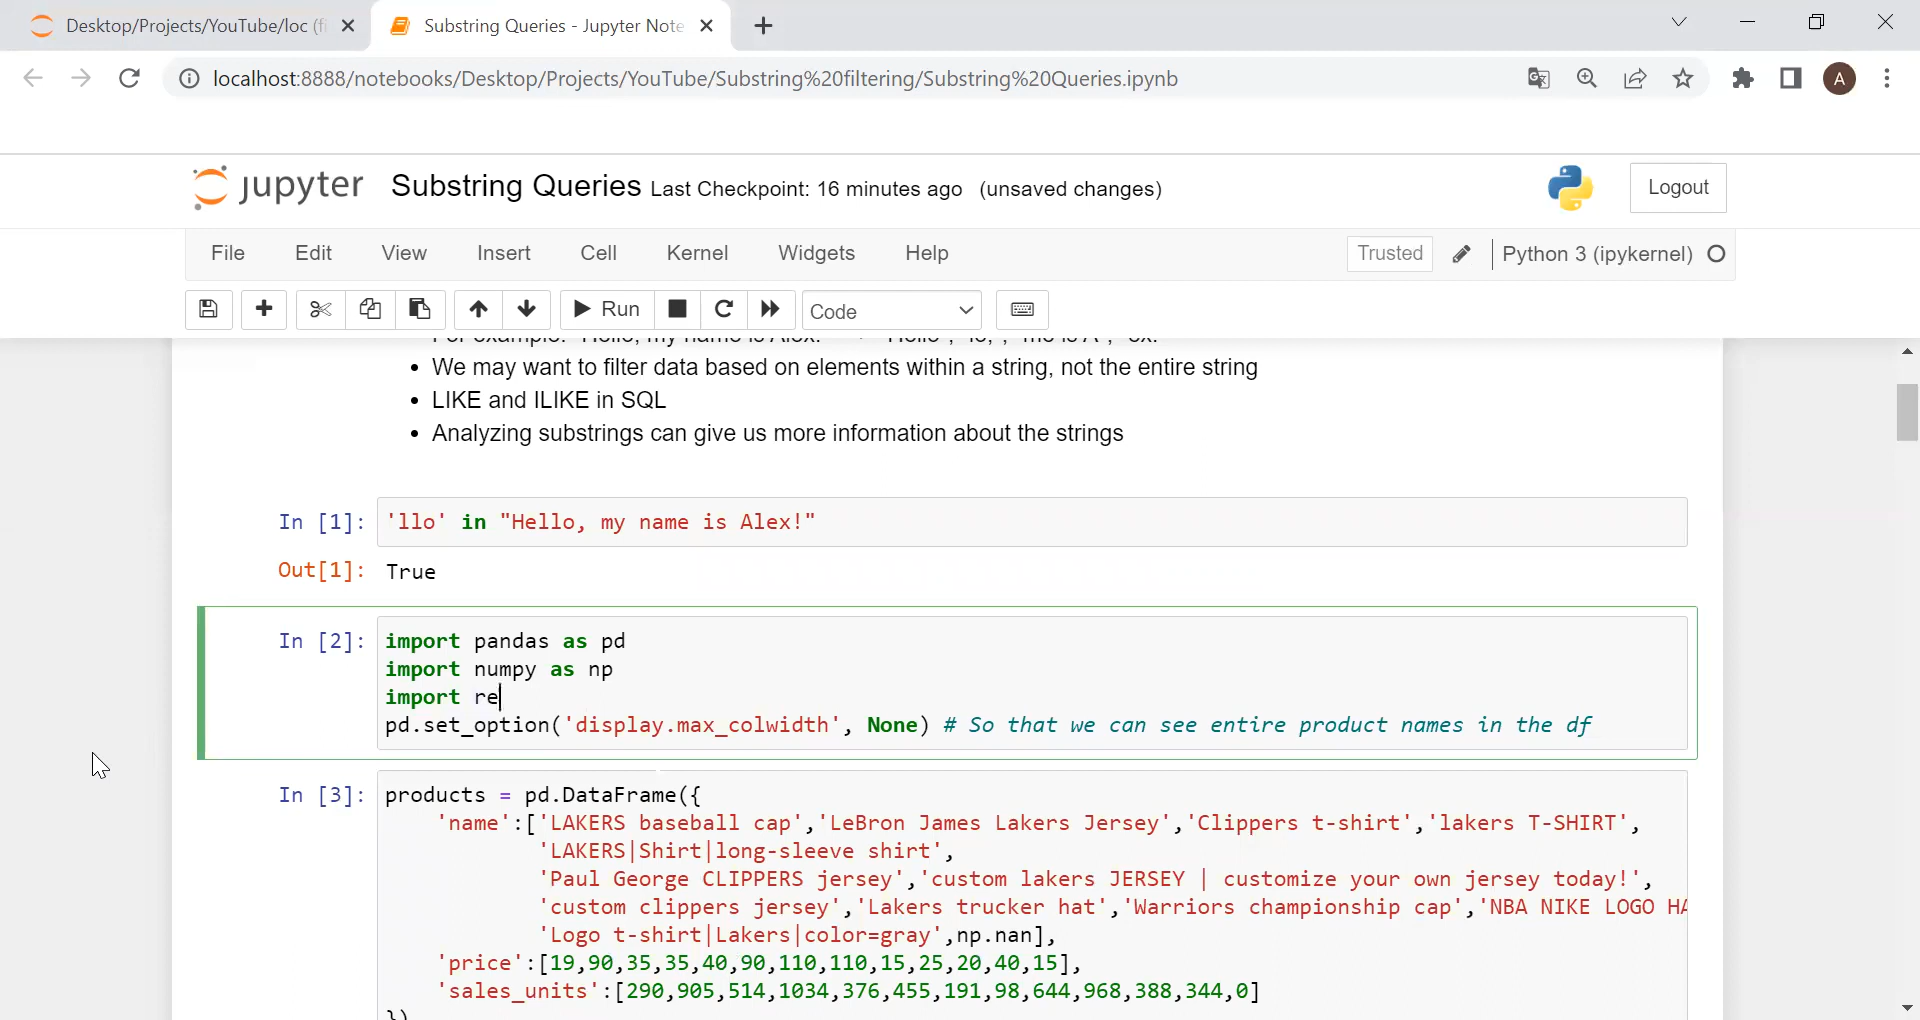 Desktop/Projects/YouTube/loc (fi
Substring Queries - Jupyter Note
localhost:8888/notebooks/Desktop/Projects/YouTube/Substring%20filtering/Substring%20Queries.ipynb
A
jupyter Substring Queries Last Checkpoint: 16 minutes ago (unsaved changes)
Logout
File Edit View Insert Cell Kernel Widgets Help
Trusted Python 3 (ipykernel)
Run Code
• We may want to filter data based on elements within a string, not the entire string
• LIKE and ILIKE in SQL
• Analyzing substrings can give us more information about the strings
In [1]: 'llo' in "Hello, my name is Alex!"
Out[1]: True
In [2]: import pandas as pd
import numpy as np
import re
pd.set_option('display.max_colwidth', None) # So that we can see entire product names in the df
In [3]: products = pd.DataFrame({
'name':['LAKERS baseball cap','LeBron James Lakers Jersey','Clippers t-shirt','lakers T-SHIRT',
'LAKERS|Shirt|long-sleeve shirt',
'Paul George CLIPPERS jersey','custom lakers JERSEY | customize your own jersey today!',
'custom clippers jersey','Lakers trucker hat','Warriors championship cap','NBA NIKE LOGO HA
'Logo t-shirt|Lakers|color=gray',np.nan],
'price':[19,90,35,35,40,90,110,110,15,25,20,40,15],
'sales_units':[290,905,514,1034,376,455,191,98,644,968,388,344,0]
})